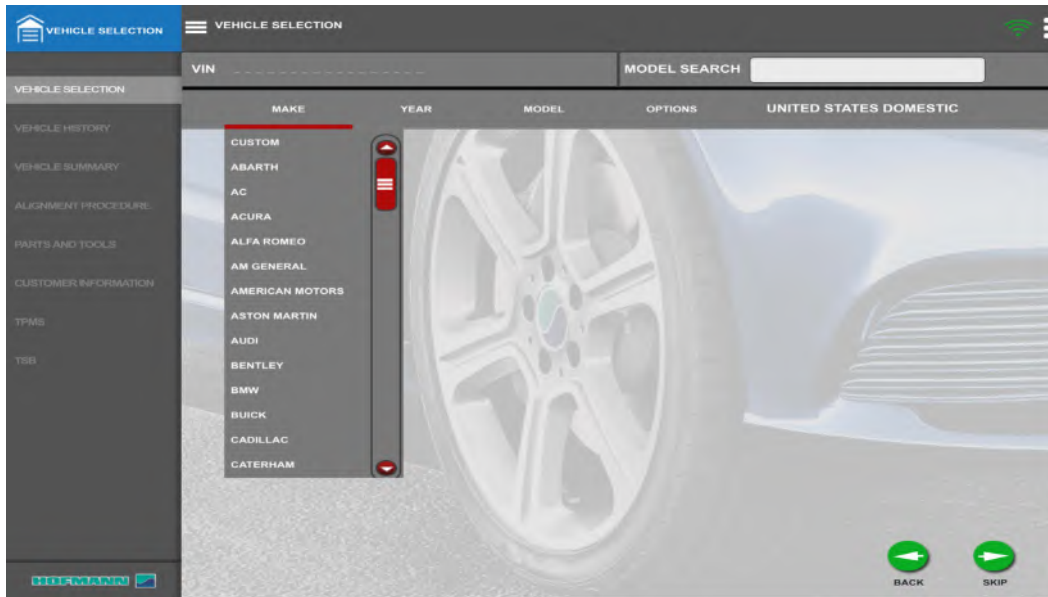 VEHICLE SELECTION
VEHICLE SELECTION
VIN
MODEL SEARCH
VEHICLE SELECTION
VEHICLE HISTORY
VEHICLE SUMMARY
ALIGNMENT PROCEDURE
PARTS AND TOOLS
CUSTOMER INFORMATION
TPMS
TSB
MAKE YEAR MODEL OPTIONS UNITED STATES DOMESTIC
CUSTOM
ABARTH
AC
ACURA
ALFA ROMEO
AM GENERAL
AMERICAN MOTORS
ASTON MARTIN
AUDI
BENTLEY
BMW
BUICK
CADILLAC
CATERHAM
HOFMANN
BACK SKIP